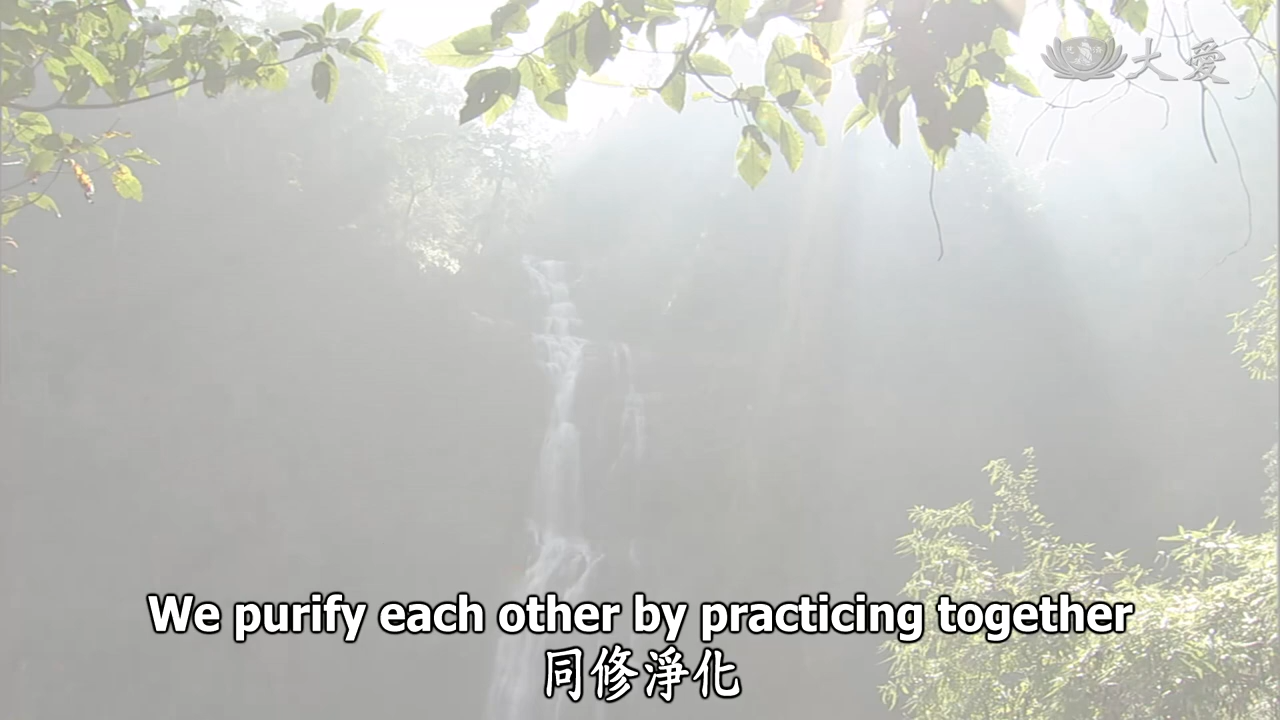 大愛
We purify each other by practicing together
同修淨化